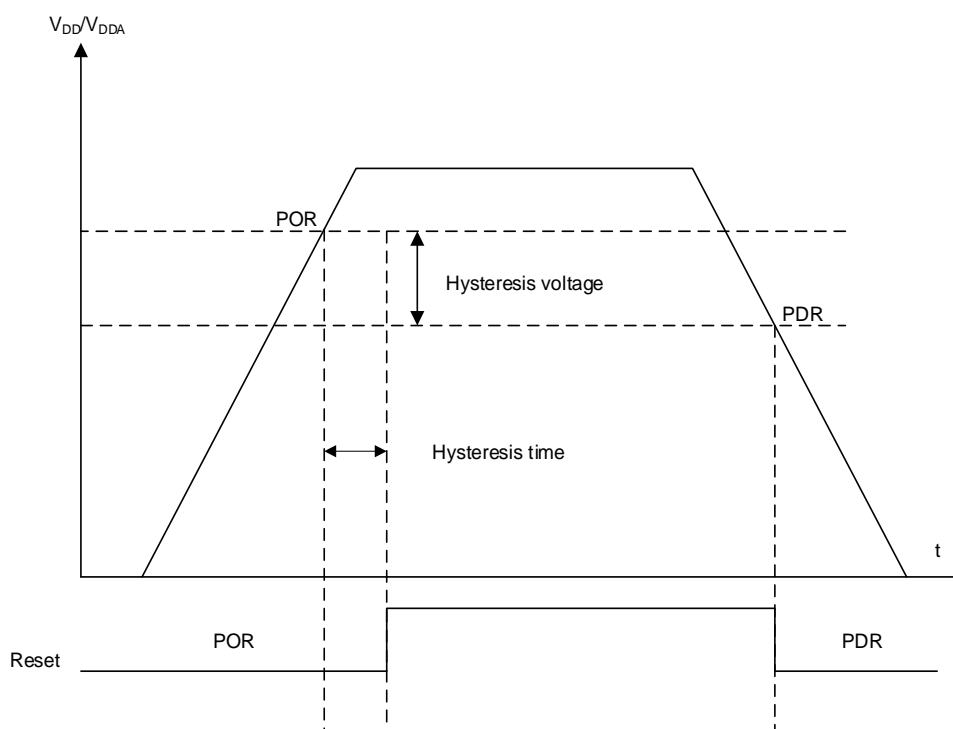 VDD/VDDA
POR
Hysteresis voltage
PDR
Hysteresis time
t
POR
PDR
Reset